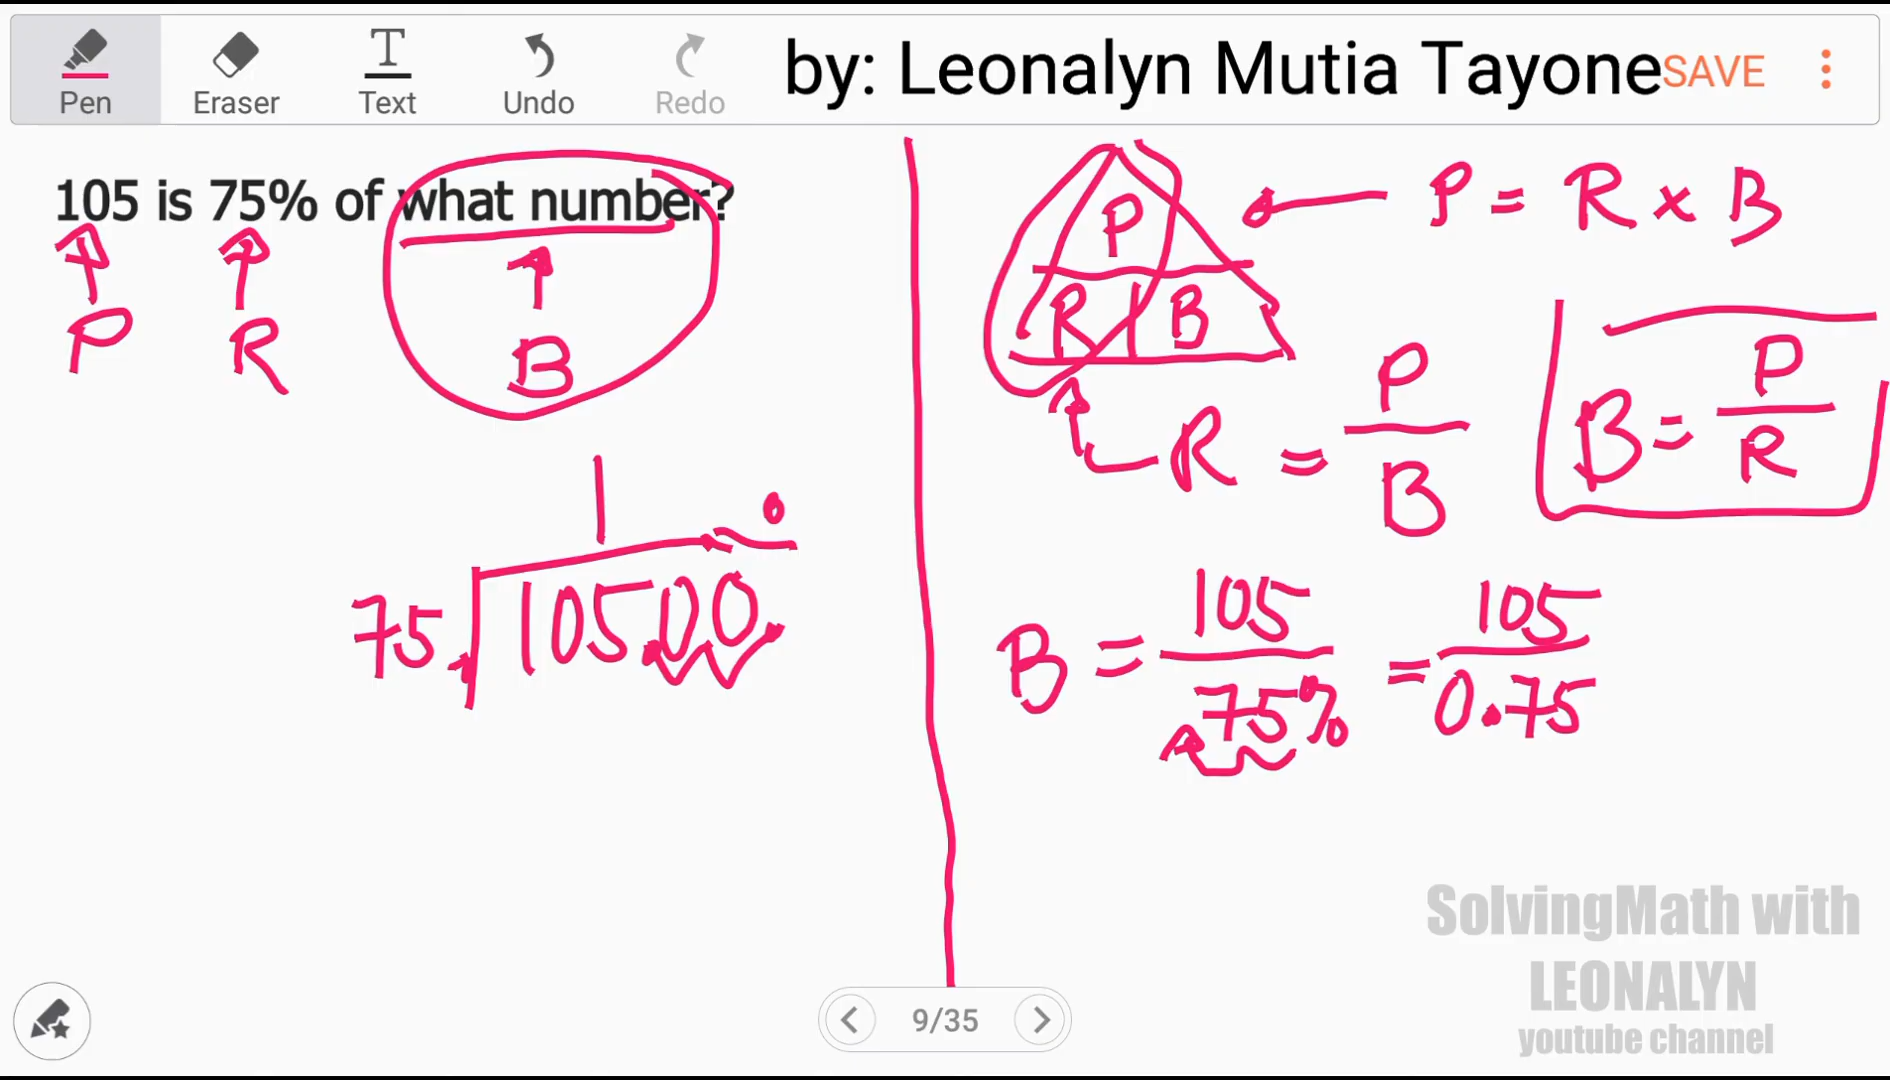 Pen
Eraser
Text
Undo
Redo
by: Leonalyn Mutia Tayone
SAVE
105 is 75% of what number?
P R B
P
R B
P = R × B
R = P/B
B = P/R
1 .
75 10500.
B = 105/75% = 105/0.75
9/35
SolvingMath with
LEONALYN
youtube channel